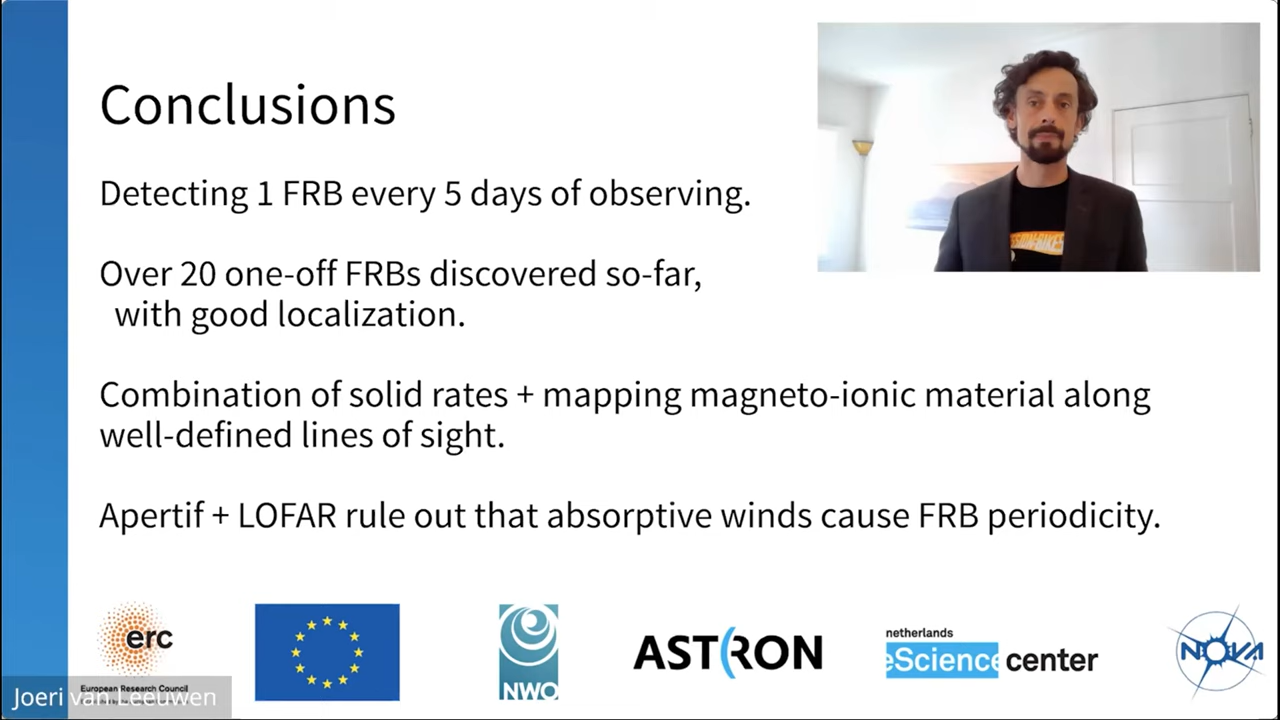 Conclusions
Detecting 1 FRB every 5 days of observing.
Over 20 one-off FRBs discovered so-far,
with good localization.
Combination of solid rates + mapping magneto-ionic material along
well-defined lines of sight.
Apertif + LOFAR rule out that absorptive winds cause FRB periodicity.
erc
European Research Council
NWO
ASTRON
netherlands
eScience center
NOVA
Joeri van Leeuwen